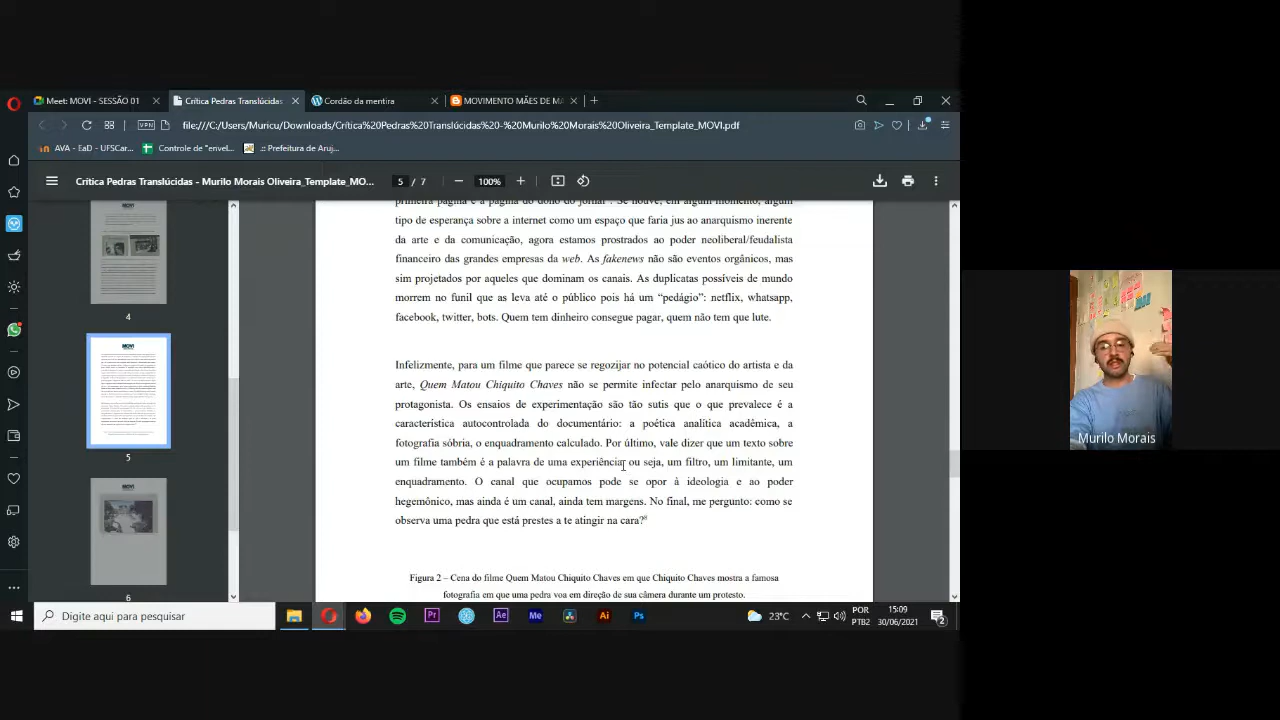 Meet: MOVI - SESSÃO 01
Crítica Pedras Translúcidas
Cordão da mentira
MOVIMENTO MÃES DE MA
VPN
file:///C:/Users/Muricu/Downloads/Crítica%20Pedras%20Translúcidas%20-%20Murilo%20Morais%20Oliveira_Template_MOVI.pdf
AVA - EaD - UFSCar...
Controle de "envel...
.:: Prefeitura de Aruj...
Crítica Pedras Translúcidas - Murilo Morais Oliveira_Template_MO...
5 / 7
100%
tipo de esperança sobre a internet como um espaço que faria jus ao anarquismo inerente
da arte e da comunicação, agora estamos prostrados ao poder neoliberal/feudalista
financeiro das grandes empresas da web. As fakenews não são eventos orgânicos, mas
sim projetados por aqueles que dominam os canais. As duplicatas possíveis de mundo
morrem no funil que as leva até o público pois há um “pedágio”: netflix, whatsapp,
facebook, twitter, bots. Quem tem dinheiro consegue pagar, quem não tem que lute.
Infelizmente, para um filme que parece se regozijar no potencial caótico do artista e da
arte, Quem Matou Chiquito Chaves não se permite infectar pelo anarquismo de seu
protagonista. Os ensaios de experimentação são tão sutis que o que prevalece é a
característica autocontrolada do documentário: a poética analítica acadêmica, a
fotografia sóbria, o enquadramento calculado. Por último, vale dizer que um texto sobre
um filme também é a palavra de uma experiência, ou seja, um filtro, um limitante, um
enquadramento. O canal que ocupamos pode se opor à ideologia e ao poder
hegemônico, mas ainda é um canal, ainda tem margens. No final, me pergunto: como se
observa uma pedra que está prestes a te atingir na cara?⁸
Figura 2 – Cena do filme Quem Matou Chiquito Chaves em que Chiquito Chaves mostra a famosa
fotografia em que uma pedra voa em direção de sua câmera durante um protesto.
4
5
6
MOVI
Murilo Morais
Digite aqui para pesquisar
Pr
Ae
Me
Ai
Ps
23°C
POR
PTB2
15:09
30/06/2021
2